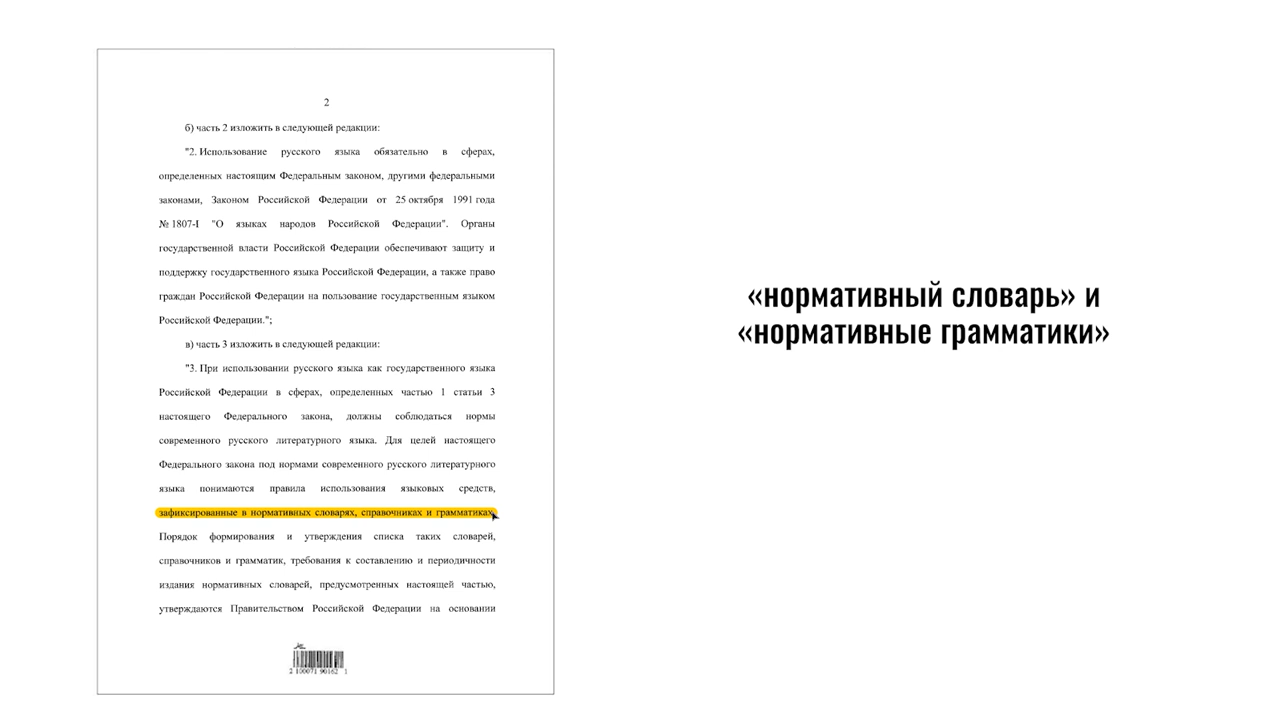 2
б) часть 2 изложить в следующей редакции:
"2. Использование русского языка обязательно в сферах,
определенных настоящим Федеральным законом, другими федеральными
законами, Законом Российской Федерации от 25 октября 1991 года
№ 1807-I "О языках народов Российской Федерации". Органы
государственной власти Российской Федерации обеспечивают защиту и
поддержку государственного языка Российской Федерации, а также право
граждан Российской Федерации на пользование государственным языком
Российской Федерации.";
в) часть 3 изложить в следующей редакции:
"3. При использовании русского языка как государственного языка
Российской Федерации в сферах, определенных частью 1 статьи 3
настоящего Федерального закона, должны соблюдаться нормы
современного русского литературного языка. Для целей настоящего
Федерального закона под нормами современного русского литературного
языка понимаются правила использования языковых средств,
зафиксированные в нормативных словарях, справочниках и грамматиках.
Порядок формирования и утверждения списка таких словарей,
справочников и грамматик, требования к составлению и периодичности
издания нормативных словарей, предусмотренных настоящей частью,
утверждаются Правительством Российской Федерации на основании
2 100071 90162 1
«нормативный словарь» и
«нормативные грамматики»